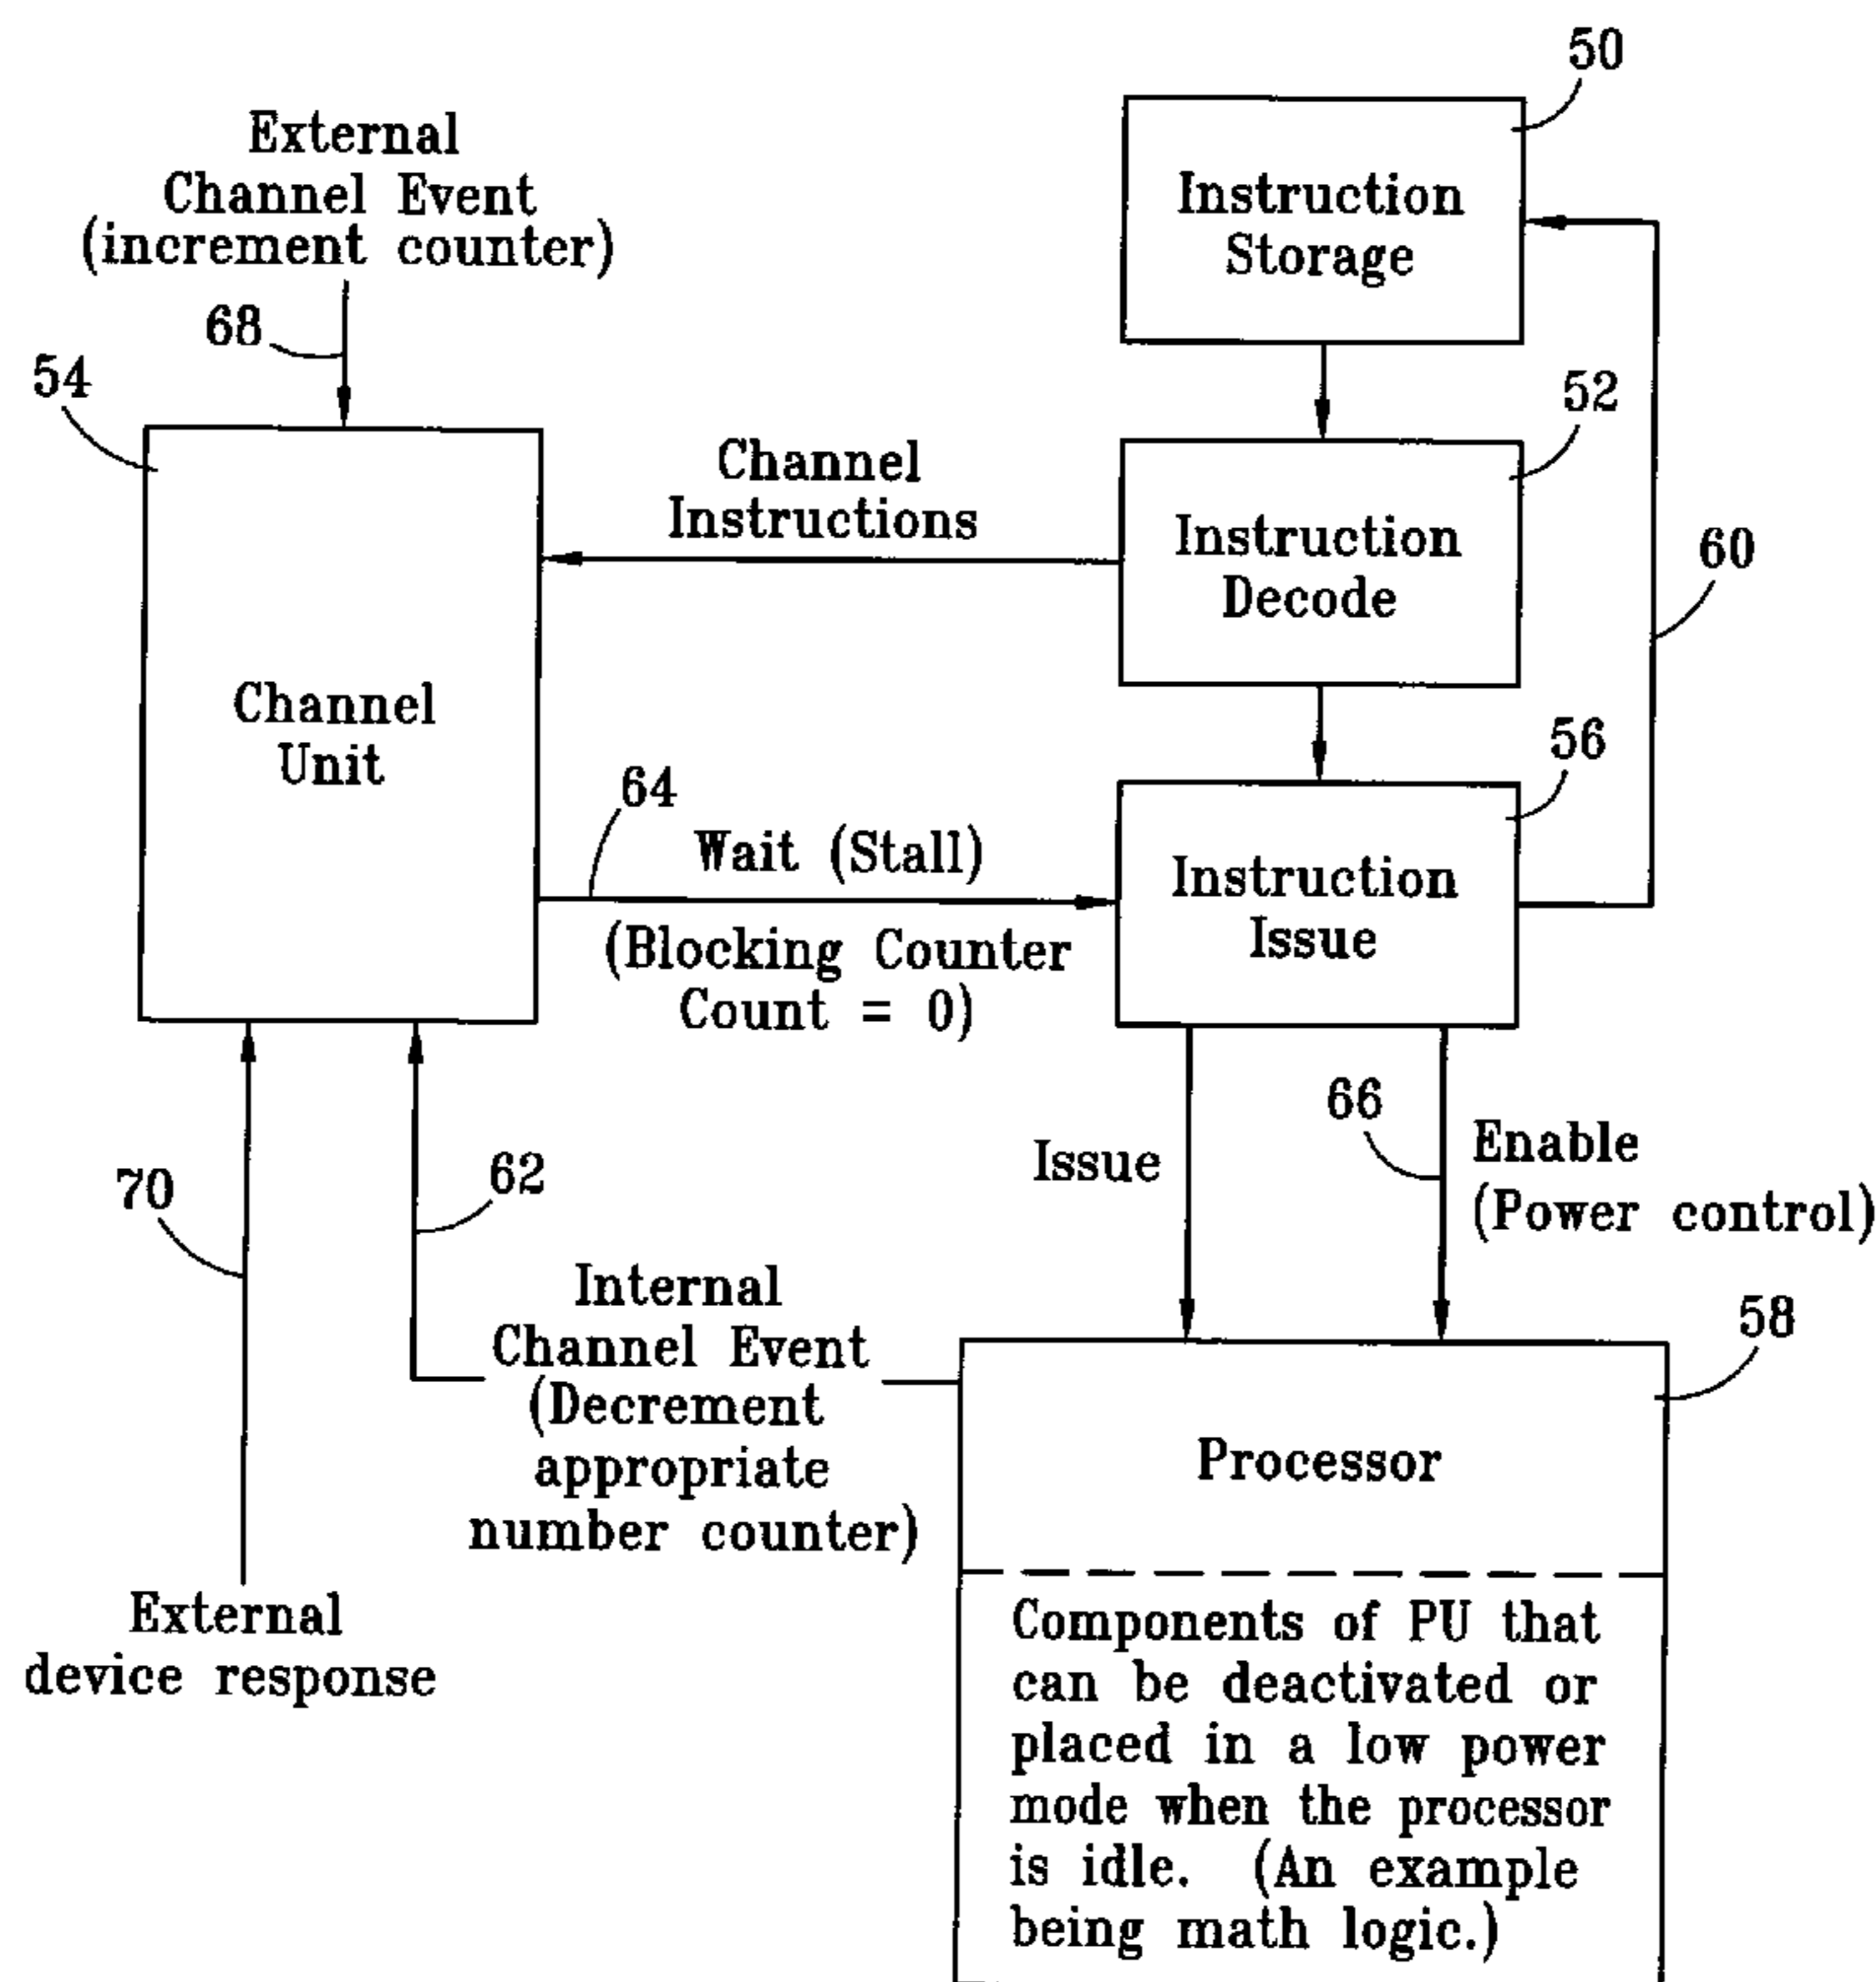 50
External
Channel Event
(increment counter)
Instruction
Storage
68
54
52
Channel
Instructions
Instruction
Decode
60
Channel
Unit
56
64
Wait (Stall)
Instruction
Issue
(Blocking Counter
Count = 0)
66
Enable
(Power control)
Issue
70
62
Internal
Channel Event
(Decrement
appropriate
number counter)
58
Processor
External
device response
Components of PU that
can be deactivated or
placed in a low power
mode when the processor
is idle. (An example
being math logic.)